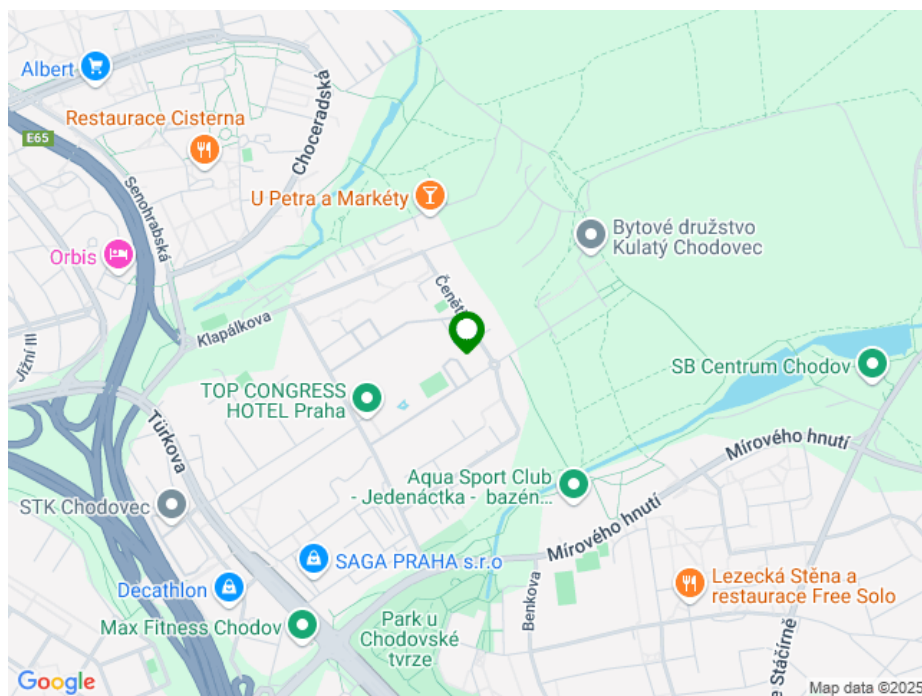 Albert
Restaurace Cisterna
Choceradská
E65
Senohrabská
U Petra a Markéty
Bytové družstvo
Kulatý Chodovec
Orbis
Klapálkova
Jižní III
SB Centrum Chodov
TOP CONGRESS
HOTEL Praha
Türkova
Mírového hnutí
Aqua Sport Club
- Jedenáctka - bazén...
STK Chodovec
Mírového hnutí
SAGA PRAHA s.r.o
Decathlon
Lezecká Stěna a
restaurace Free Solo
Benkova
Max Fitness Chodov
Park u
Chodovské
tvrze
e Stáčírně
Google
Map data ©2025